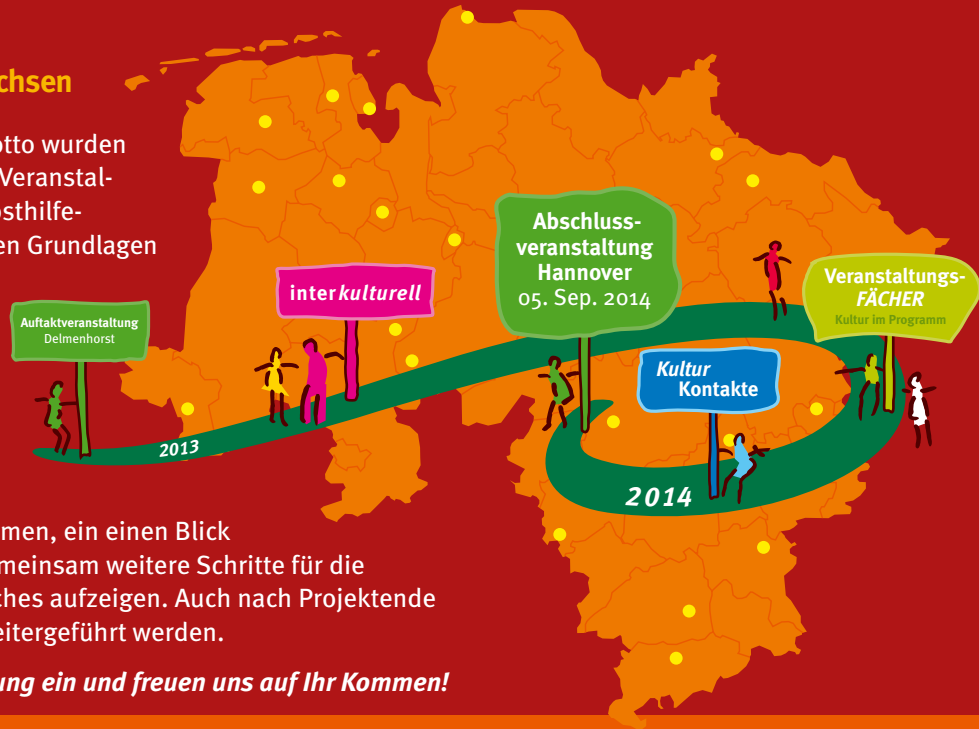 chsen
otto wurden
Veranstal-
osthilfe-
en Grundlagen
Auftaktveranstaltung
Delmenhorst
interkulturell
Abschluss-
veranstaltung
Hannover
05. Sep. 2014
Veranstaltungs-
FÄCHER
Kultur im Programm
Kultur
Kontakte
2013
2014
men, ein einen Blick
meinsam weitere Schritte für die
ches aufzeigen. Auch nach Projektende
eitergeführt werden.
ung ein und freuen uns auf Ihr Kommen!